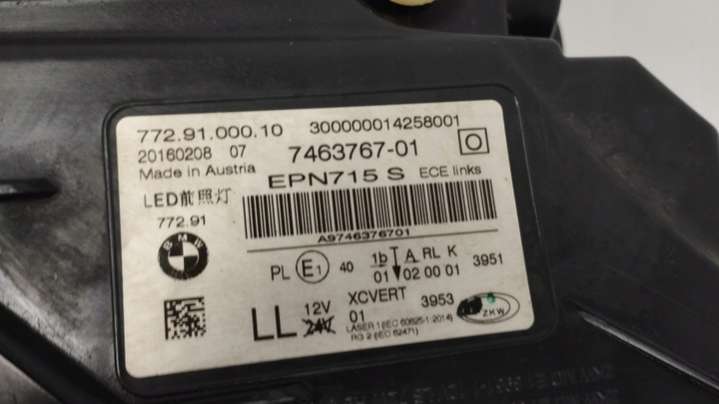 772.91.000.10 300000014258001
20160208 07 7463767-01
Made in Austria EPN715 S ECE links
LED前照灯
772.91
A9746376701
BMW
PL E1 40 1b A RL K 3951
01 02 00 01
LL 12V XCVERT 3953
24V 01 ZKW
LASER 1 (IEC 60825-1:2014)
RG 2 (IEC 62471)